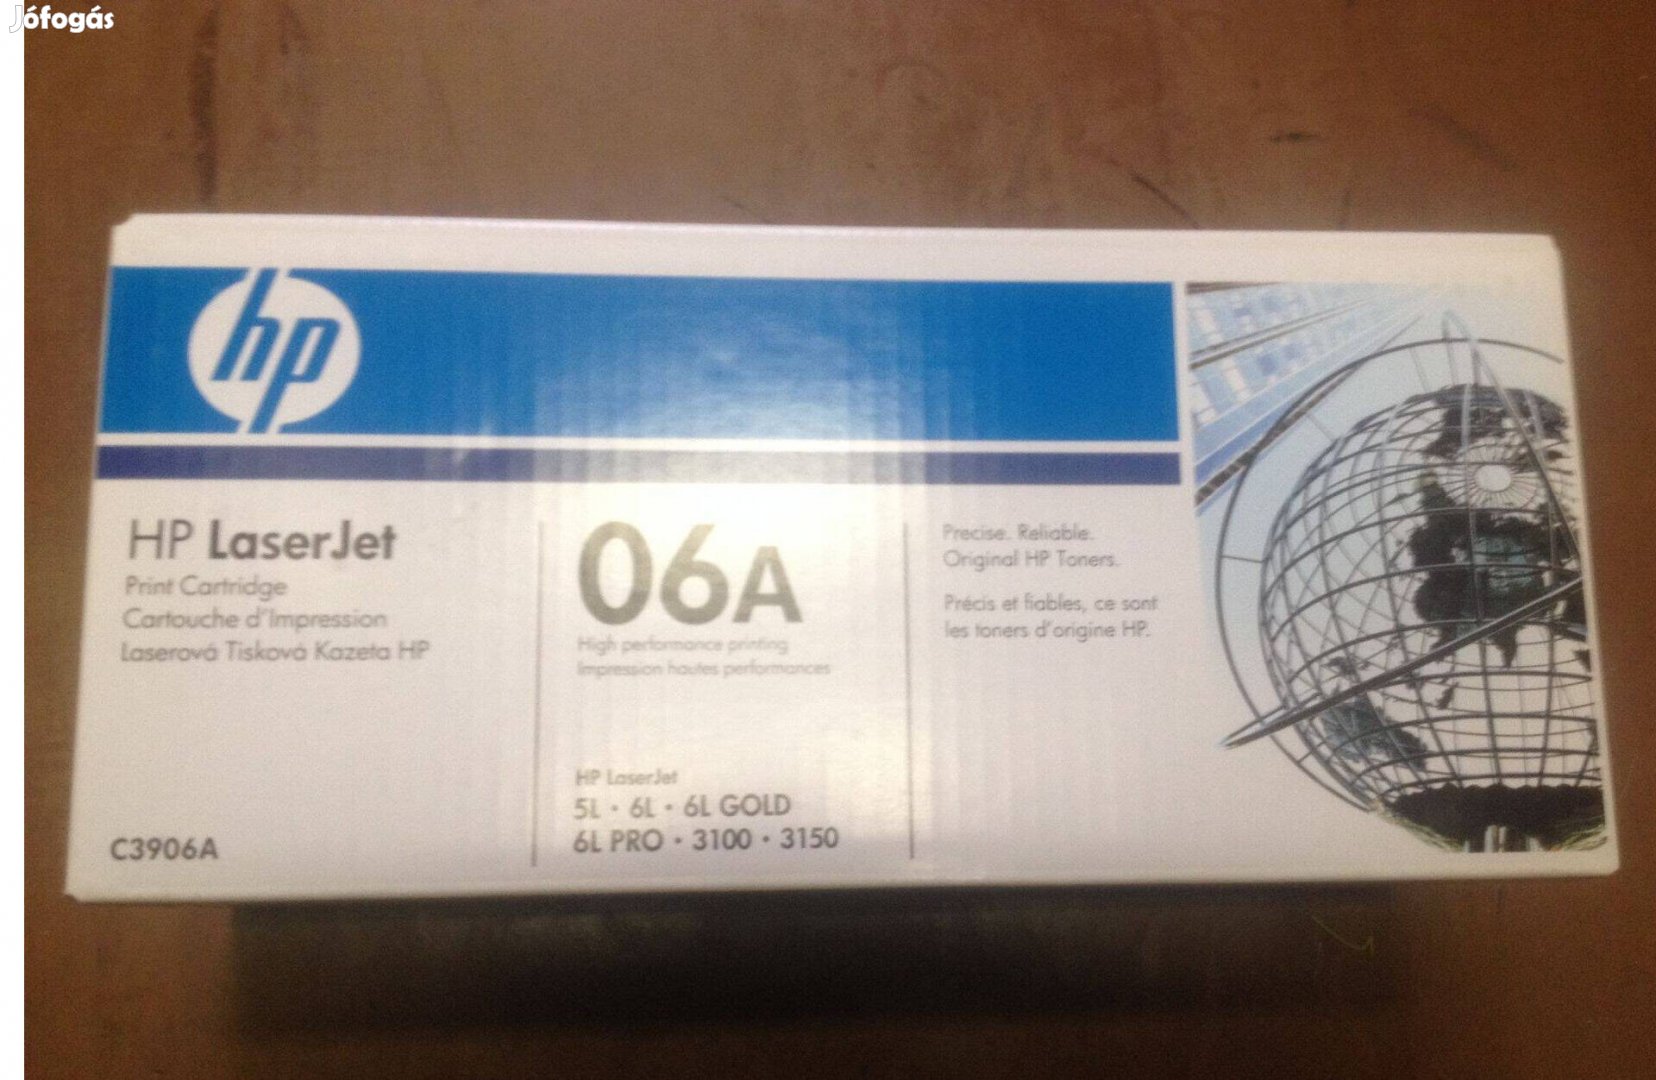 Jófogás
hp
HP LaserJet
Print Cartridge
Cartouche d'Impression
Laserová Tisková Kazeta HP
C3906A
06A
High performance printing
Impression hautes performances
HP LaserJet
5L • 6L • 6L GOLD
6L PRO • 3100 • 3150
Precise. Reliable.
Original HP Toners.
Précis et fiables, ce sont
les toners d'origine HP.